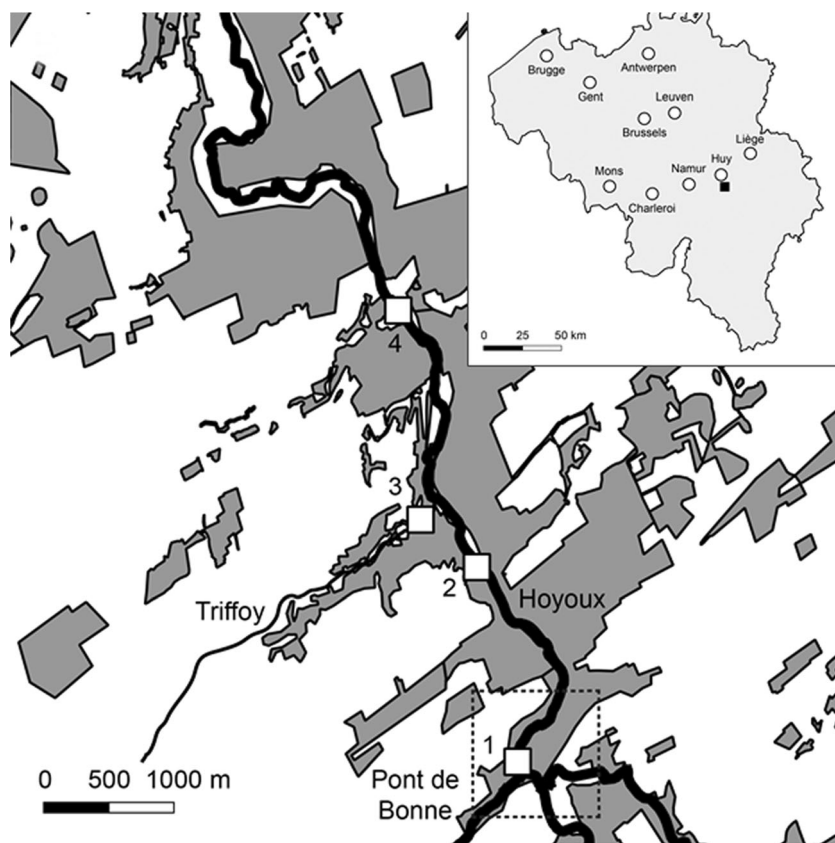 Brugge
Antwerpen
Gent
Leuven
Brussels
Liège
Mons
Namur
Huy
Charleroi
0 25 50 km
4
3
2
Hoyoux
Triffoy
1
0 500 1000 m
Pont de
Bonne